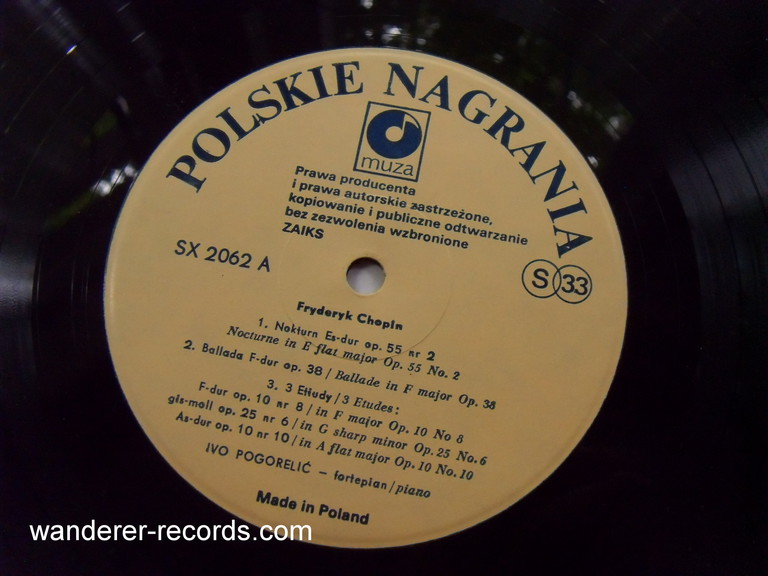 POLSKIE NAGRANIA
muza
Prawa producenta
i prawa autorskie zastrzeżone,
kopiowanie i publiczne odtwarzanie
bez zezwolenia wzbronione
ZAIKS
SX 2062 A
S 33
Fryderyk Chopin
1. Nokturn Es-dur op. 55 nr 2
Nocturne in E flat major Op. 55 No. 2
2. Ballada F-dur op. 38 / Ballade in F major Op. 38
3. 3 Etiudy / 3 Etudes:
F-dur op. 10 nr 8 / in F major Op. 10 No 8
gis-moll op. 25 nr 6 / in G sharp minor Op. 25 No. 6
As-dur op. 10 nr 10 / in A flat major Op. 10 No. 10
IVO POGORELIĆ – fortepian / piano
Made in Poland
wanderer-records.com